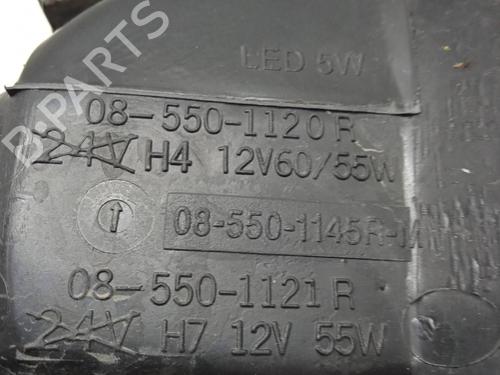 LED 5W
08-550-1120 R
24V H4 12V60/55W
08-550-1145R-M
08-550-1121 R
24V H7 12V 55W
B-PARTS